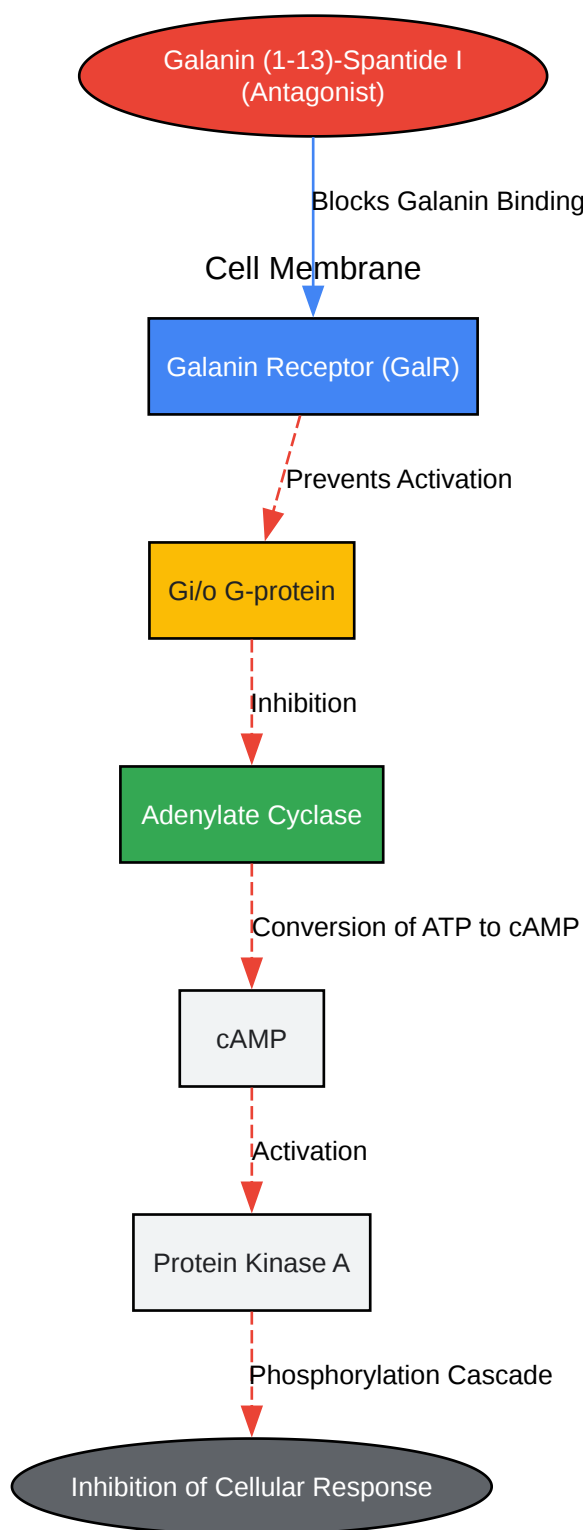 Galanin (1-13)-Spantide I
(Antagonist)
Blocks Galanin Binding
Cell Membrane
Galanin Receptor (GalR)
Prevents Activation
Gi/o G-protein
Inhibition
Adenylate Cyclase
Conversion of ATP to cAMP
cAMP
Activation
Protein Kinase A
Phosphorylation Cascade
Inhibition of Cellular Response